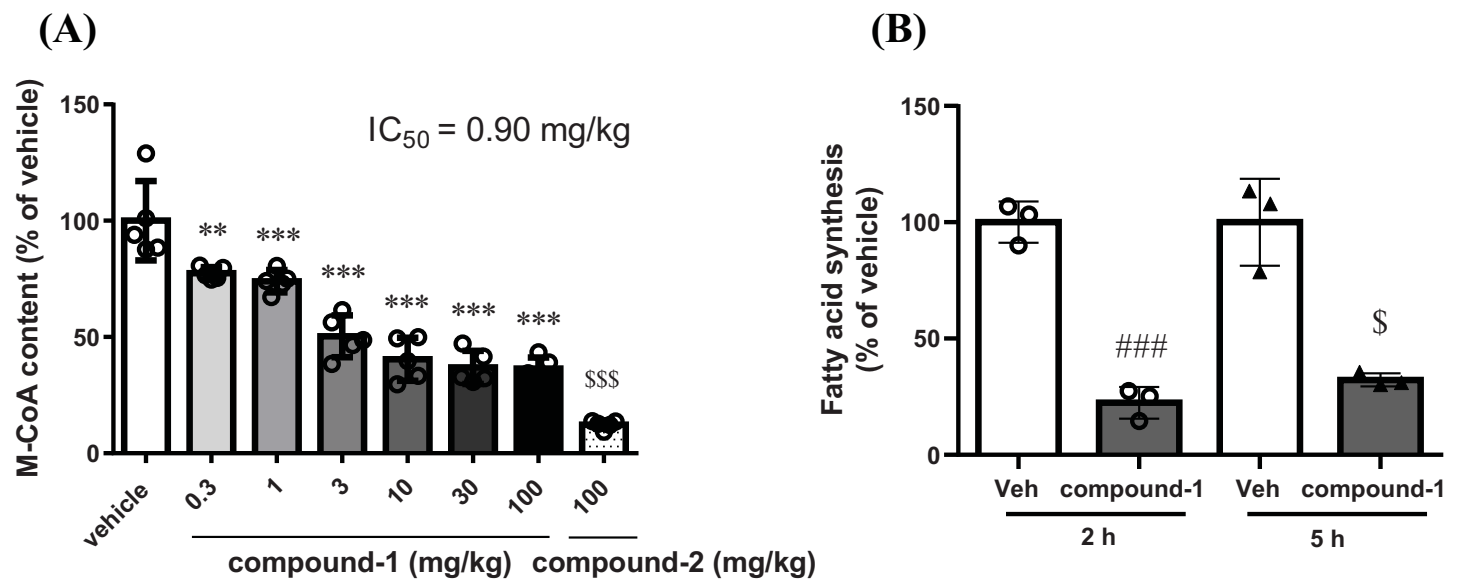 (A)
M-CoA content (% of vehicle)
150
100
50
0
IC50 = 0.90 mg/kg
**
***
***
***
***
***
$$$
vehicle
0.3
1
3
10
30
100
100
compound-1 (mg/kg)
compound-2 (mg/kg)
(B)
Fatty acid synthesis
(% of vehicle)
150
100
50
0
###
$
Veh
compound-1
Veh
compound-1
2 h
5 h